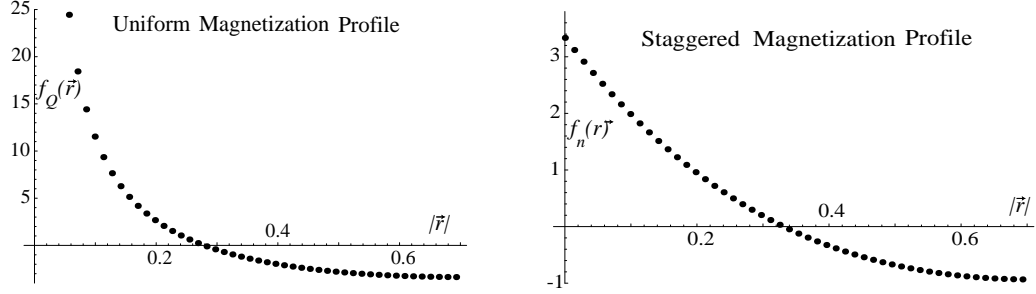 Uniform Magnetization Profile
25
20
15
10
5
f_Q(r⃗)
|r⃗|
0.2
0.4
0.6
Staggered Magnetization Profile
3
2
1
-1
f_n(r)⃗
|r⃗|
0.2
0.4
0.6